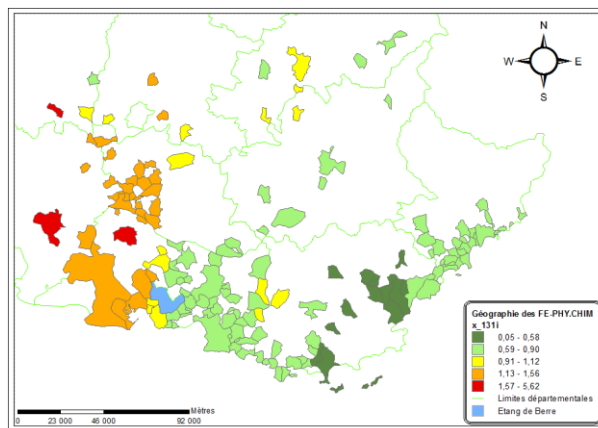 N
W E
S
Géographie des FE-PHY.CHIM
x_131i
0,05 - 0,58
0,59 - 0,90
0,91 - 1,12
1,13 - 1,56
1,57 - 5,62
Limites départementales
Etang de Berre
Mètres
0 23 000 46 000 92 000